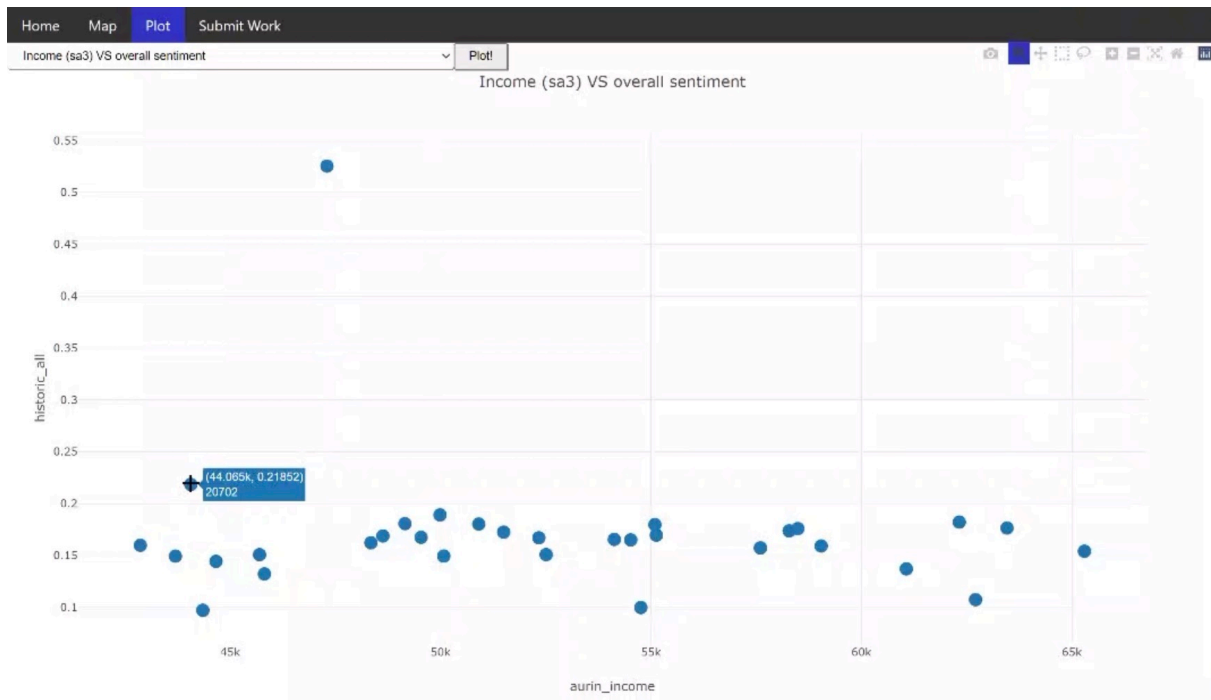 Home Map Plot Submit Work
Income (sa3) VS overall sentiment Plot!
Income (sa3) VS overall sentiment
0.55
0.5
0.45
0.4
0.35
0.3
0.25
0.2
0.15
0.1
historic_all
(44.065k, 0.21852)
20702
45k 50k 55k 60k 65k
aurin_income